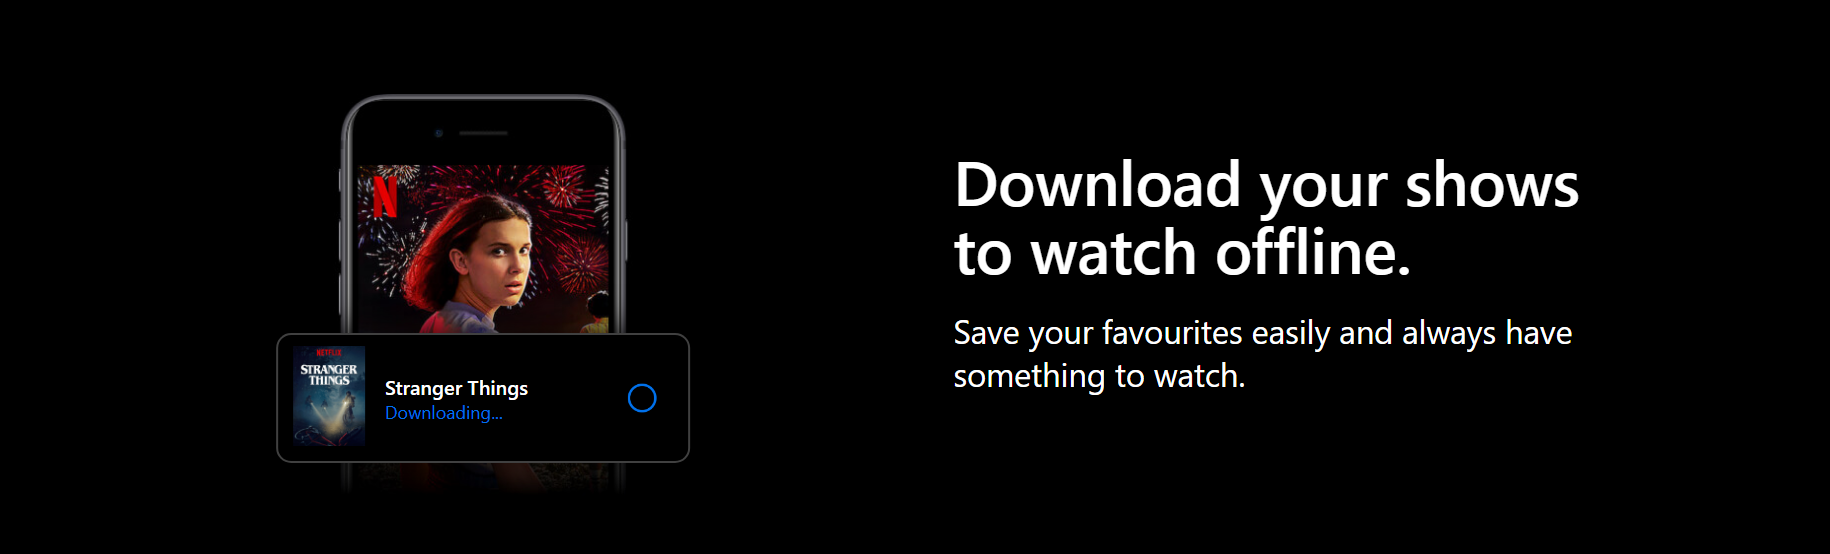 N
NETFLIX
STRANGER
THINGS
Stranger Things
Downloading...
Download your shows
to watch offline.
Save your favourites easily and always have
something to watch.